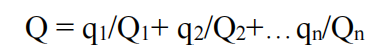 Q = q1/Q1+ q2/Q2+… qn/Qn